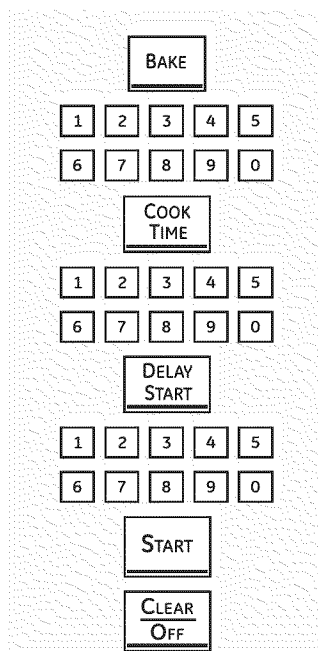 BAKE
1 2 3 4 5
6 7 8 9 0
COOK
TIME
1 2 3 4 5
6 7 8 9 0
DELAY
START
1 2 3 4 5
6 7 8 9 0
START
CLEAR
OFF